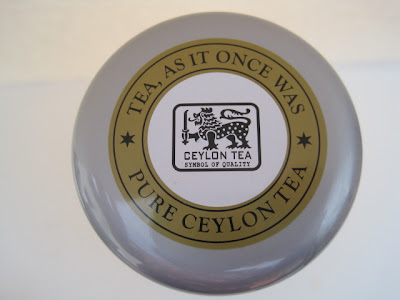 TEA, AS IT ONCE WAS
CEYLON TEA
SYMBOL OF QUALITY
PURE CEYLON TEA